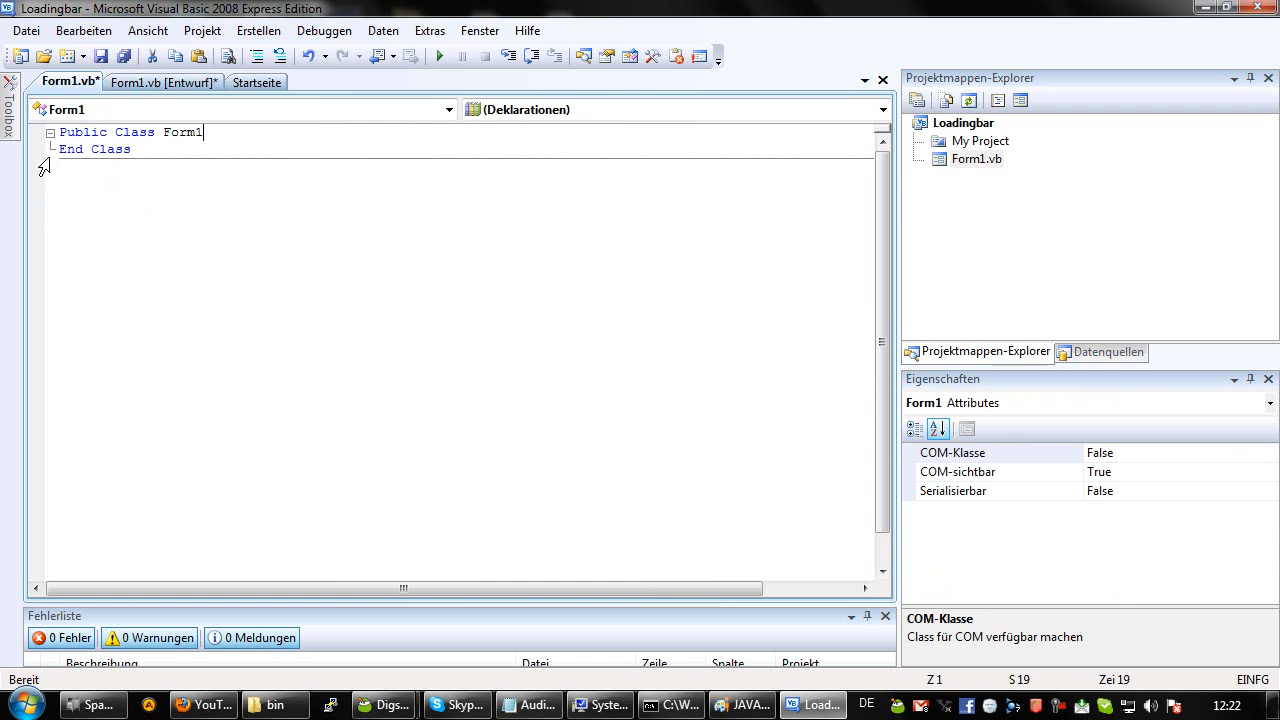 Loadingbar - Microsoft Visual Basic 2008 Express Edition
Datei Bearbeiten Ansicht Projekt Erstellen Debuggen Daten Extras Fenster Hilfe
Form1.vb* Form1.vb [Entwurf]* Startseite
Toolbox
Form1 (Deklarationen)
Public Class Form1
End Class
Projektmappen-Explorer
Loadingbar
My Project
Form1.vb
Projektmappen-Explorer Datenquellen
Eigenschaften
Form1 Attributes
COM-Klasse False
COM-sichtbar True
Serialisierbar False
COM-Klasse
Class für COM verfügbar machen
Fehlerliste
0 Fehler 0 Warnungen 0 Meldungen
Beschreibung Datei Zeile Spalte Projekt
Bereit Z 1 S 19 Zei 19 EINFG
Spa... YouT... bin Digs... Skyp... Audi... Syste... C:\W... JAVA... Load... DE 12:22